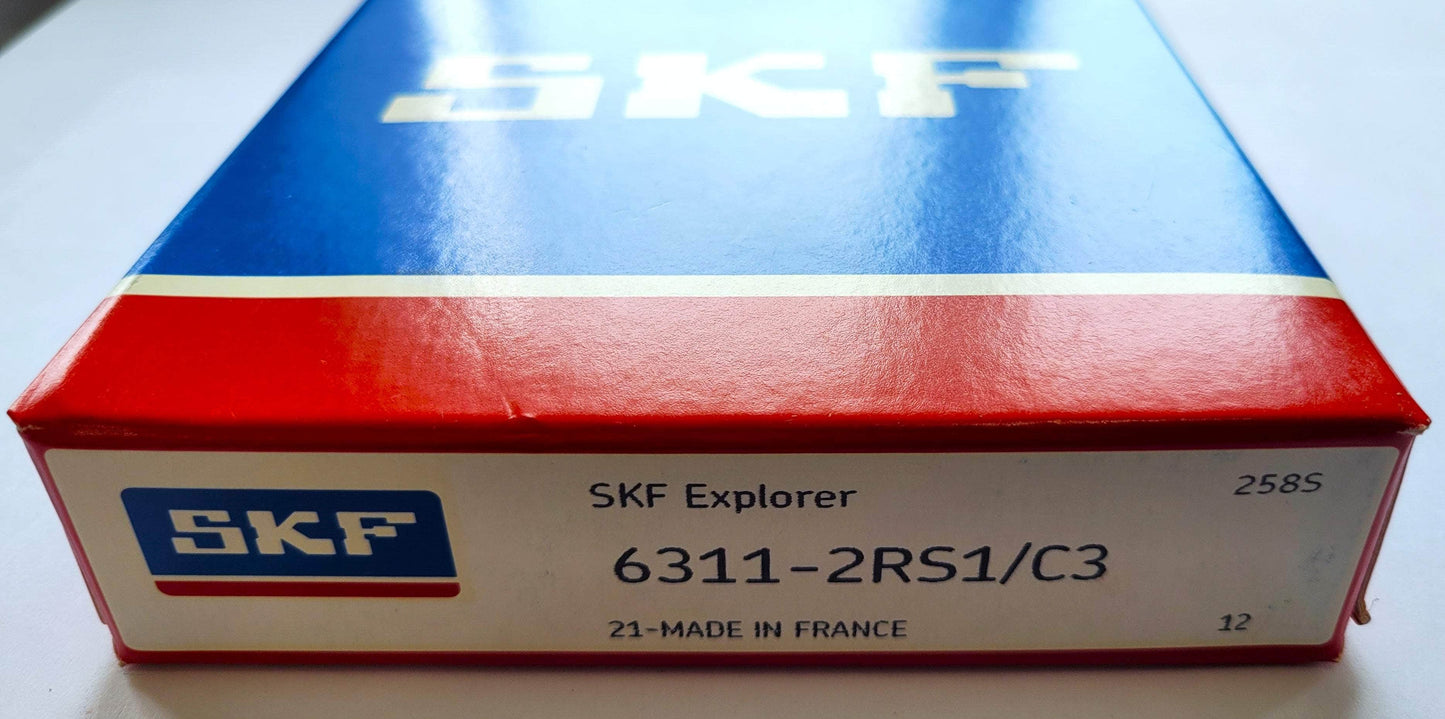 SKF
SKF
SKF Explorer
258S
6311-2RS1/C3
21-MADE IN FRANCE
12